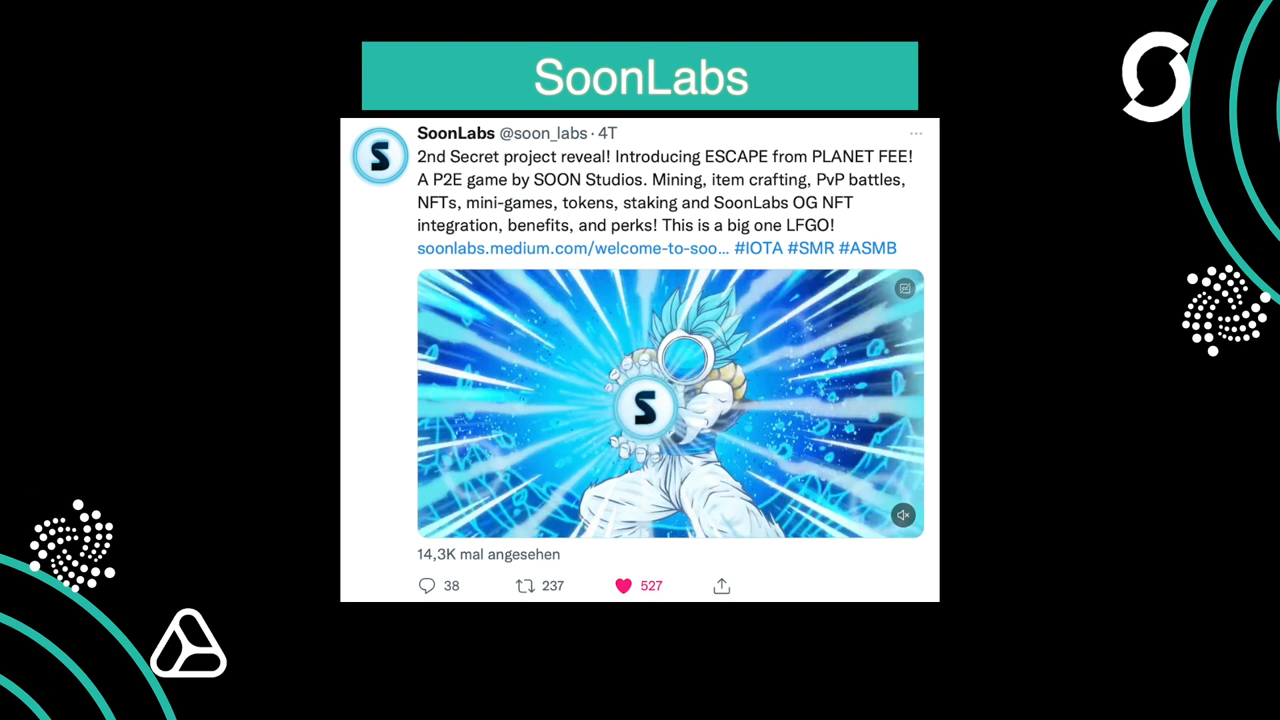 SoonLabs
SoonLabs @soon_labs · 4T
2nd Secret project reveal! Introducing ESCAPE from PLANET FEE!
A P2E game by SOON Studios. Mining, item crafting, PvP battles,
NFTs, mini-games, tokens, staking and SoonLabs OG NFT
integration, benefits, and perks! This is a big one LFGO!
soonlabs.medium.com/welcome-to-soo… #IOTA #SMR #ASMB
S
S
14,3K mal angesehen
38 237 527